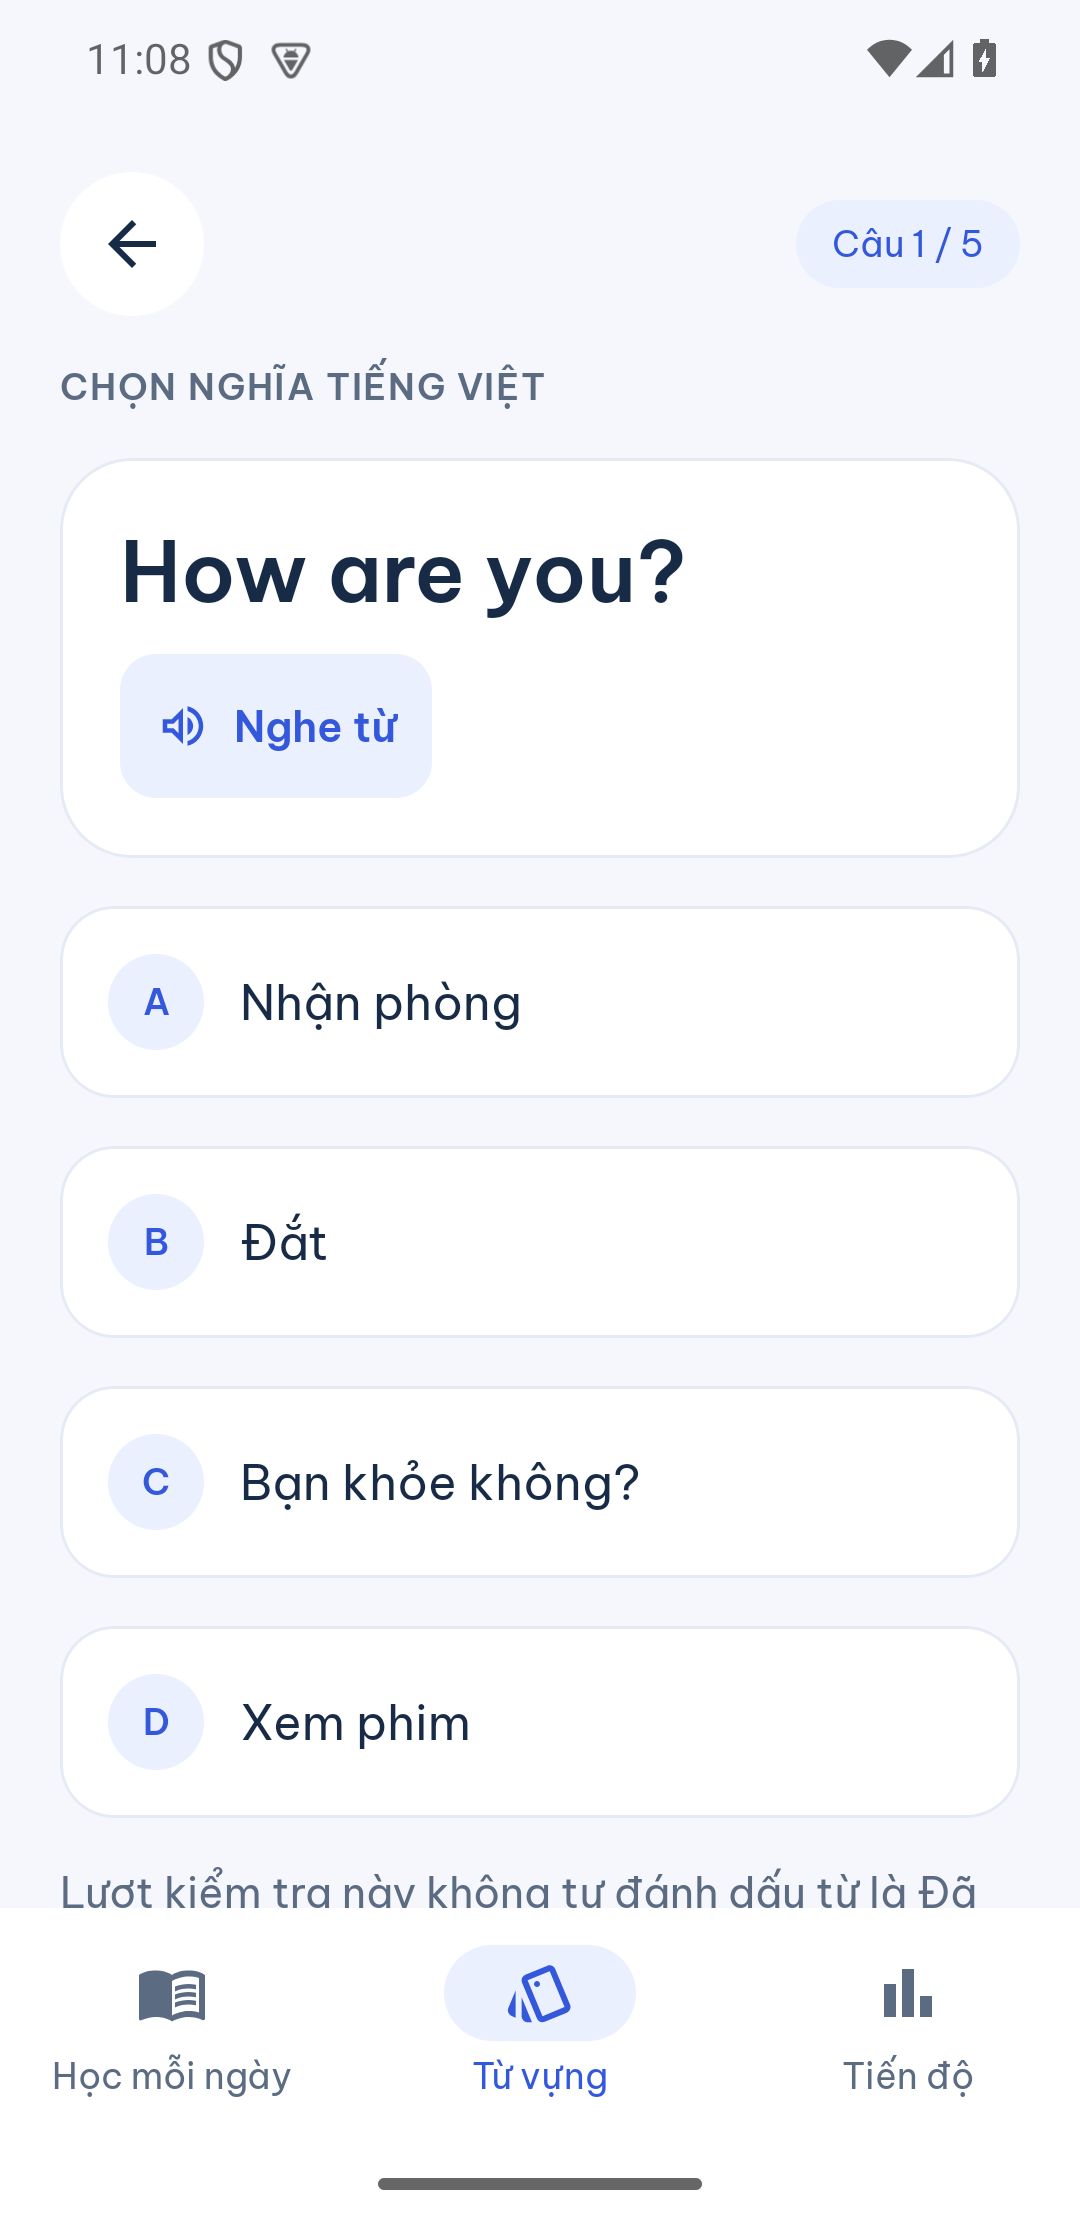 11:08
Câu 1 / 5
CHỌN NGHĨA TIẾNG VIỆT
How are you?
Nghe từ
A Nhận phòng
B Đắt
C Bạn khỏe không?
D Xem phim
Lượt kiểm tra này không tự đánh dấu từ là Đã
Học mỗi ngày
Từ vựng
Tiến độ